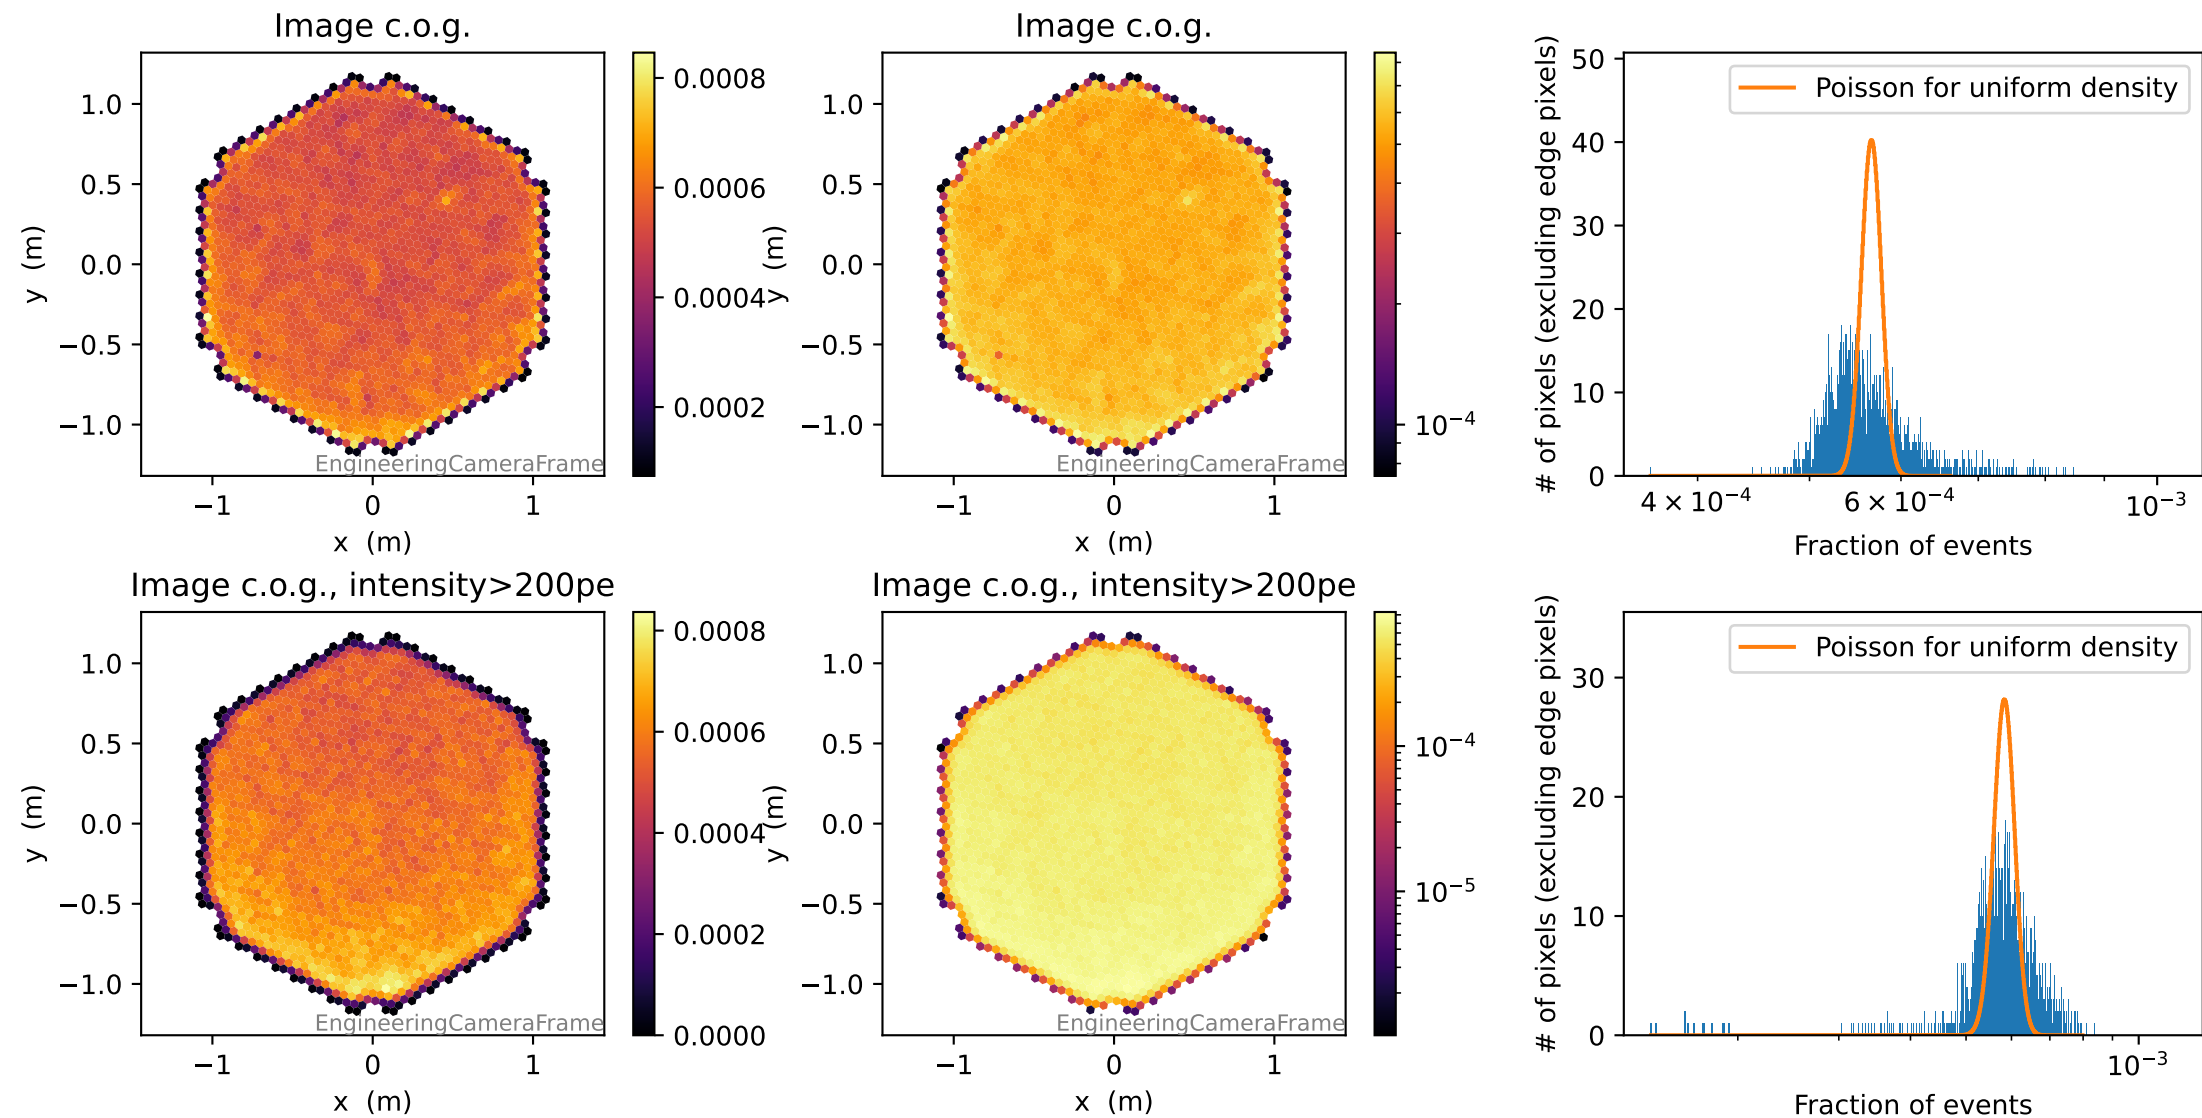 Image c.o.g.
y (m)
1.0
0.5
0.0
−0.5
−1.0
−1
0
1
x (m)
EngineeringCameraFrame
0.0008
0.0006
0.0004
0.0002
Image c.o.g.
y (m)
1.0
0.5
0.0
−0.5
−1.0
−1
0
1
x (m)
EngineeringCameraFrame
10⁻⁴
# of pixels (excluding edge pixels)
50
40
30
20
10
0
Poisson for uniform density
4 × 10⁻⁴
6 × 10⁻⁴
10⁻³
Fraction of events
Image c.o.g., intensity>200pe
y (m)
1.0
0.5
0.0
−0.5
−1.0
−1
0
1
x (m)
EngineeringCameraFrame
0.0008
0.0006
0.0004
0.0002
0.0000
Image c.o.g., intensity>200pe
y (m)
1.0
0.5
0.0
−0.5
−1.0
−1
0
1
x (m)
EngineeringCameraFrame
10⁻⁴
10⁻⁵
# of pixels (excluding edge pixels)
30
20
10
0
Poisson for uniform density
10⁻³
Fraction of events